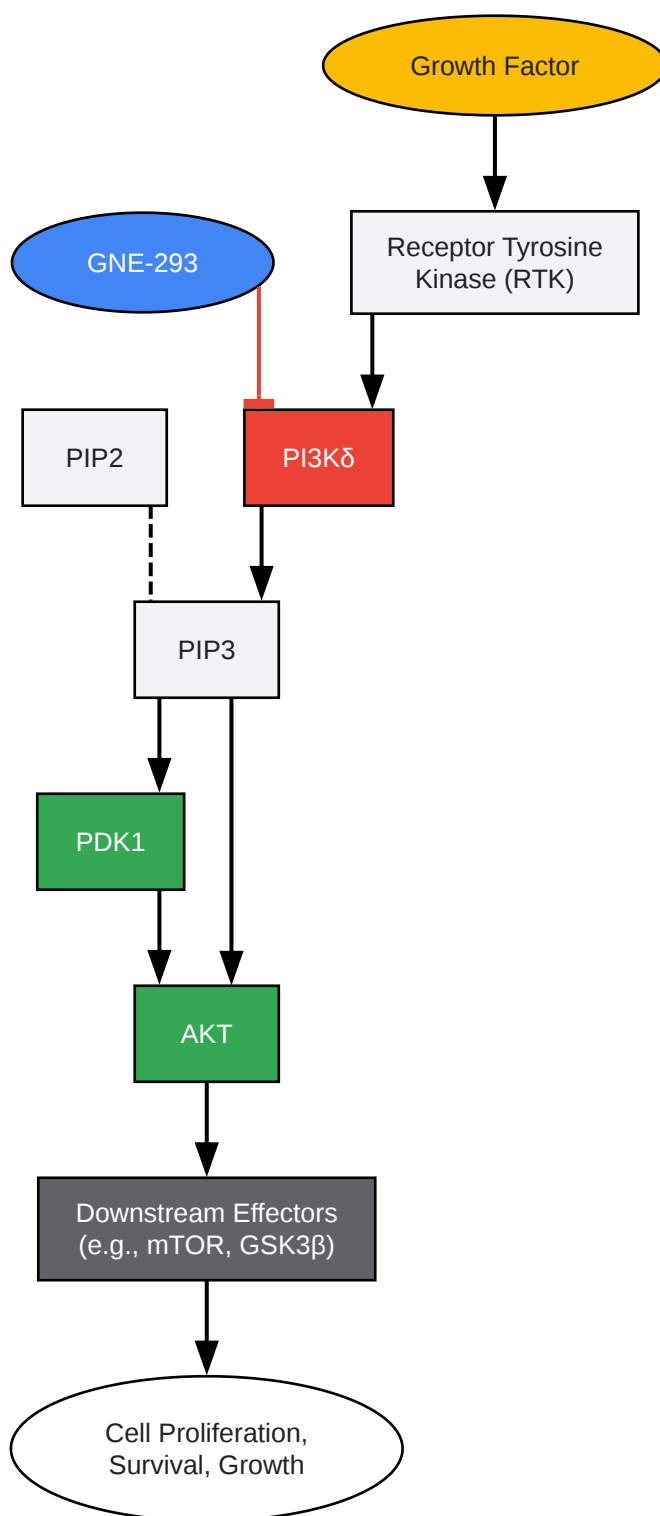 Growth Factor
GNE-293
Receptor Tyrosine
Kinase (RTK)
PIP2
PI3Kδ
PIP3
PDK1
AKT
Downstream Effectors
(e.g., mTOR, GSK3β)
Cell Proliferation,
Survival, Growth